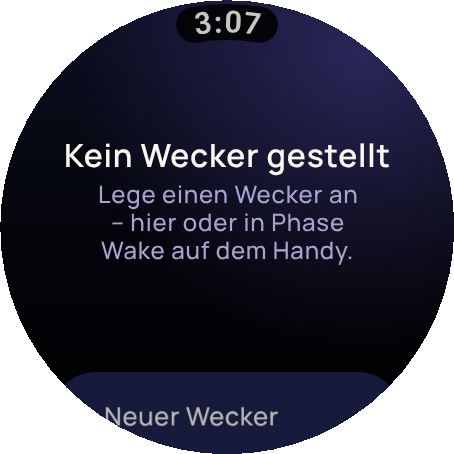 3:07
Kein Wecker gestellt
Lege einen Wecker an
– hier oder in Phase
Wake auf dem Handy.
Neuer Wecker